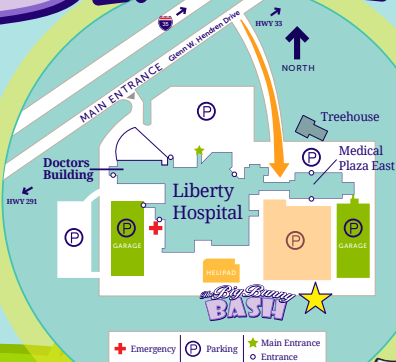 35
HWY 33
Glenn W. Hendren Drive
NORTH
MAIN ENTRANCE
P
Treehouse
P
Medical
Plaza East
Doctors
Building
HWY 291
Liberty
Hospital
P
P
GARAGE
P
P
GARAGE
HELIPAD
The Big Bunny
BASH
Emergency
P Parking
Main Entrance
Entrance